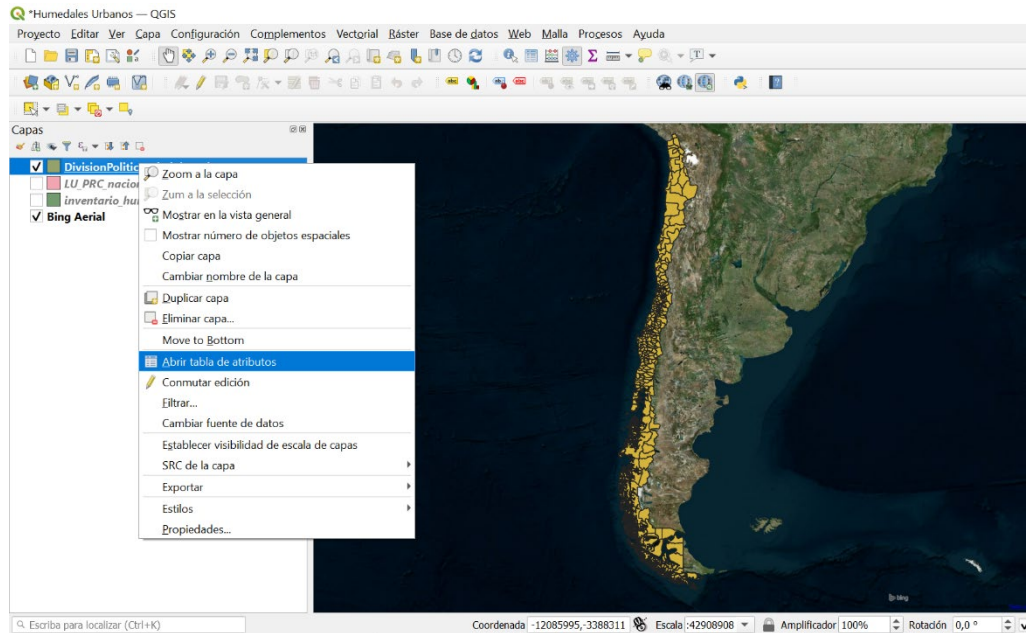 *Humedales Urbanos — QGIS
Proyecto Editar Ver Capa Configuración Complementos Vectorial Ráster Base de datos Web Malla Procesos Ayuda
Capas
DivisionPolitic
LU_PRC_nacion
inventario_hu
Bing Aerial
Zoom a la capa
Zum a la selección
Mostrar en la vista general
Mostrar número de objetos espaciales
Copiar capa
Cambiar nombre de la capa
Duplicar capa
Eliminar capa...
Move to Bottom
Abrir tabla de atributos
Conmutar edición
Filtrar...
Cambiar fuente de datos
Establecer visibilidad de escala de capas
SRC de la capa
Exportar
Estilos
Propiedades...
bing
Escriba para localizar (Ctrl+K) Coordenada -12085995,-3388311 Escala :42908908 Amplificador 100% Rotación 0,0 °